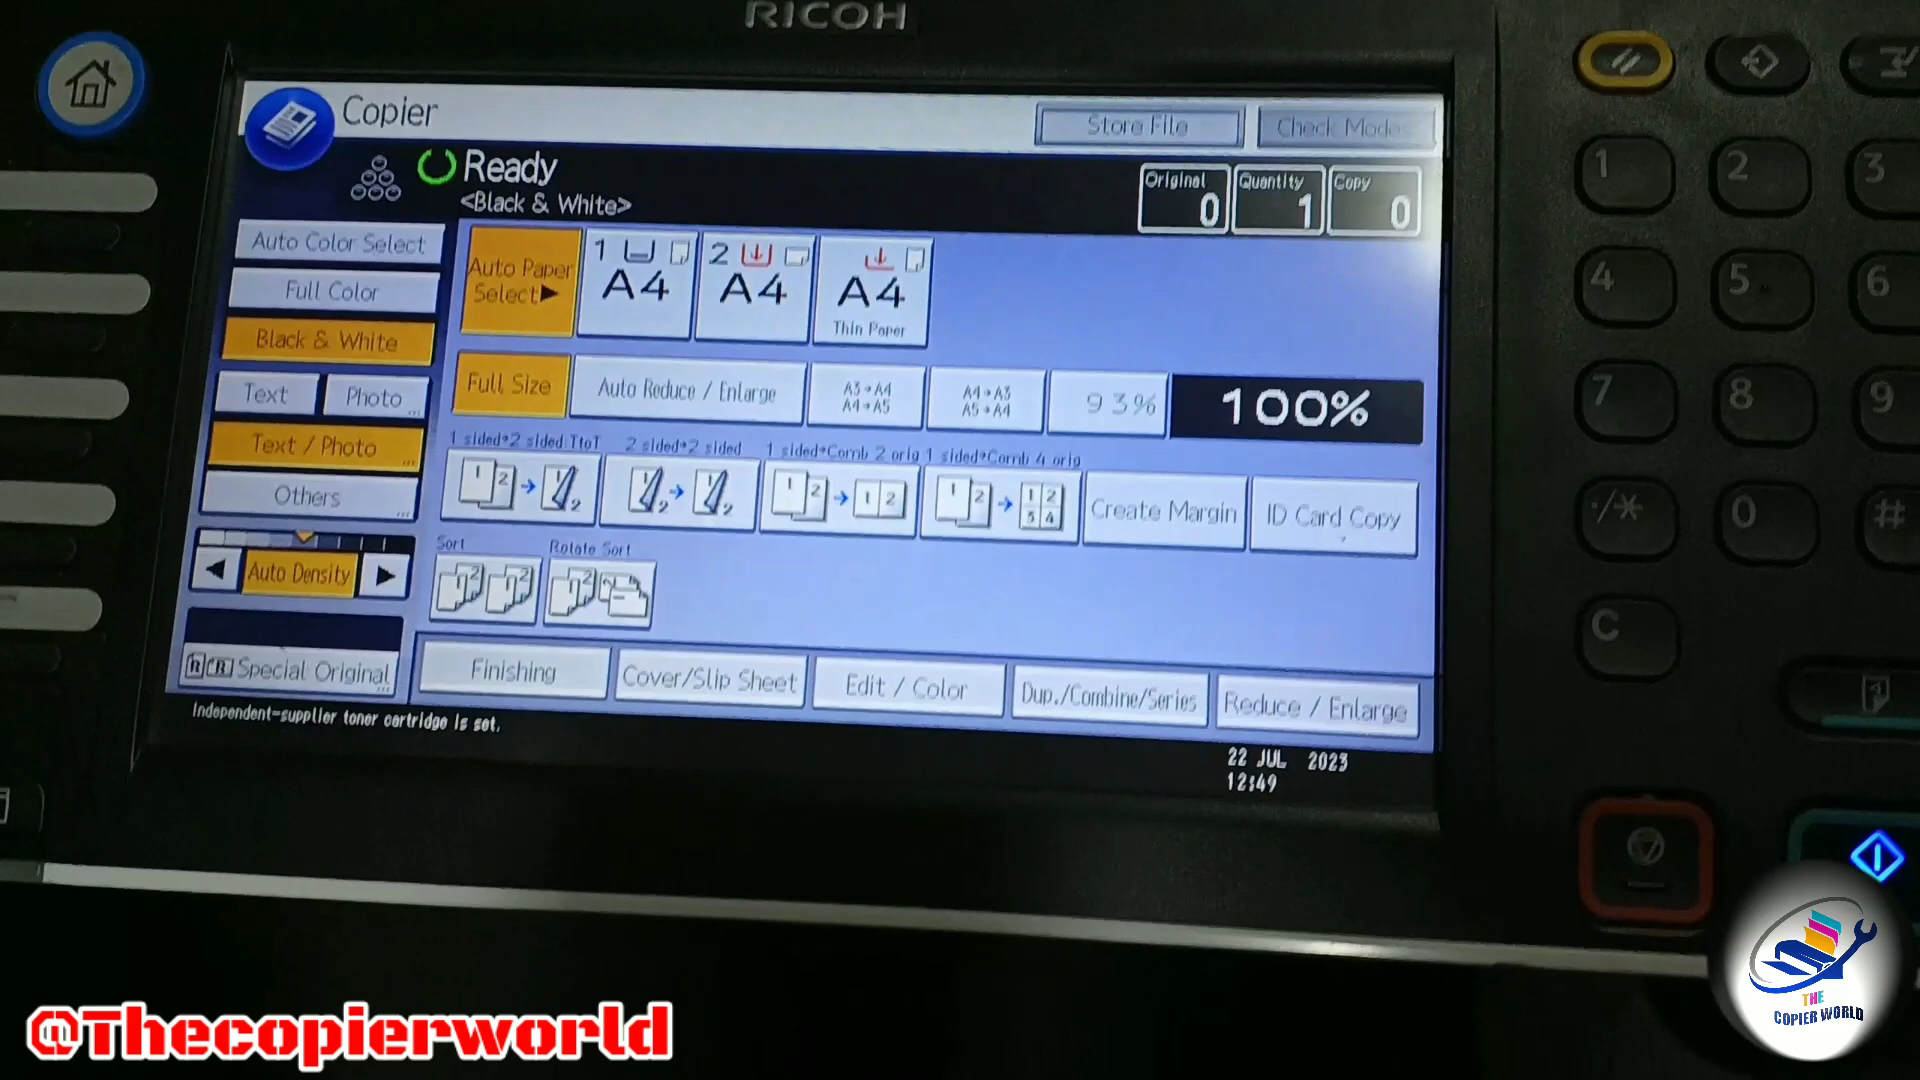 RICOH
Copier
Store File
Check Modes
Ready
<Black & White>
Original
0
Quantity
1
Copy
0
Auto Color Select
Full Color
Black & White
Text
Photo
Text / Photo
Others
Auto Density
Special Original
Auto Paper
Select▶
1
A4
2
A4
A4
Thin Paper
Full Size
Auto Reduce / Enlarge
A3→A4
A4→A5
A4→A3
A5→A4
93%
100%
1 sided→2 sided:TtoT
2 sided→2 sided
1 sided→Comb 2 orig
1 sided→Comb 4 orig
Create Margin
ID Card Copy
Sort
Rotate Sort
Finishing
Cover/Slip Sheet
Edit / Color
Dup./Combine/Series
Reduce / Enlarge
Independent-supplier toner cartridge is set.
22 JUL 2023
12:49
1
2
3
4
5
6
7
8
9
./*
0
#
C
@Thecopierworld
THE
COPIER WORLD